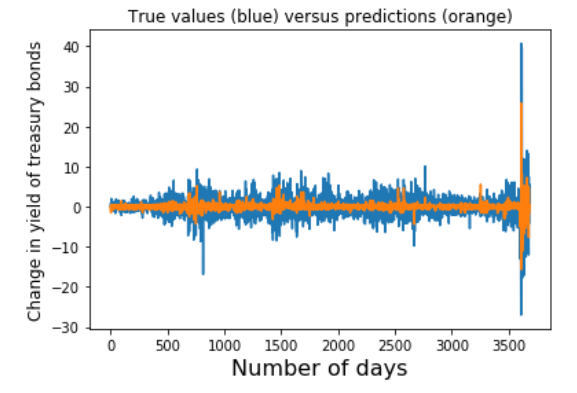 True values (blue) versus predictions (orange)
Change in yield of treasury bonds
40
30
20
10
0
−10
−20
−30
0 500 1000 1500 2000 2500 3000 3500
Number of days